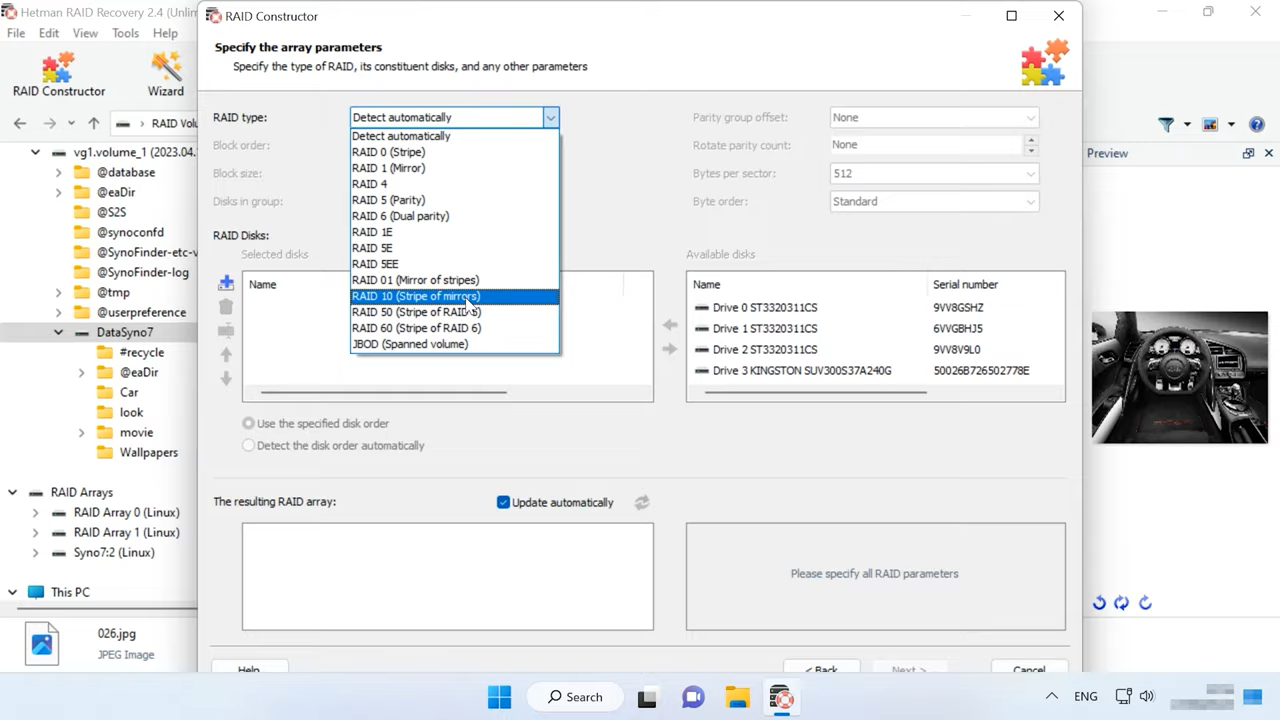 Hetman RAID Recovery 2.4 (Unlim
File Edit View Tools Help
RAID Constructor
Wizard
RAID Volu
vg1.volume_1 (2023.04.
@database
@eaDir
@S2S
@synoconfd
@SynoFinder-etc-v
@SynoFinder-log
@tmp
@userpreference
DataSyno7
#recycle
@eaDir
Car
look
movie
Wallpapers
RAID Arrays
RAID Array 0 (Linux)
RAID Array 1 (Linux)
Syno7:2 (Linux)
This PC
026.jpg
JPEG Image
RAID Constructor
Specify the array parameters
Specify the type of RAID, its constituent disks, and any other parameters
RAID type: Detect automatically
Detect automatically
RAID 0 (Stripe)
RAID 1 (Mirror)
RAID 4
RAID 5 (Parity)
RAID 6 (Dual parity)
RAID 1E
RAID 5E
RAID 5EE
RAID 01 (Mirror of stripes)
RAID 10 (Stripe of mirrors)
RAID 50 (Stripe of RAID 5)
RAID 60 (Stripe of RAID 6)
JBOD (Spanned volume)
Block order:
Block size:
Disks in group:
Parity group offset: None
Rotate parity count: None
Bytes per sector: 512
Byte order: Standard
RAID Disks:
Selected disks
Name
Available disks
Name Serial number
Drive 0 ST3320311CS 9VV8GSHZ
Drive 1 ST3320311CS 6VVGBHJ5
Drive 2 ST3320311CS 9VV8V9L0
Drive 3 KINGSTON SUV300S37A240G 50026B726502778E
Use the specified disk order
Detect the disk order automatically
The resulting RAID array: Update automatically
Please specify all RAID parameters
Help < Back Next > Cancel
Preview
Search
ENG